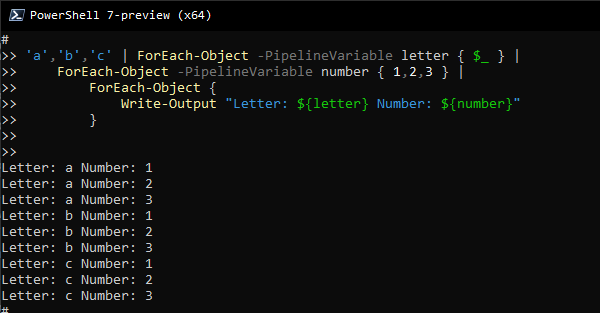 PowerShell 7-preview (x64)
#
>> 'a','b','c' | ForEach-Object -PipelineVariable letter { $_ } |
>>     ForEach-Object -PipelineVariable number { 1,2,3 } |
>>         ForEach-Object {
>>             Write-Output "Letter: ${letter} Number: ${number}"
>>         }
>>
>>
Letter: a Number: 1
Letter: a Number: 2
Letter: a Number: 3
Letter: b Number: 1
Letter: b Number: 2
Letter: b Number: 3
Letter: c Number: 1
Letter: c Number: 2
Letter: c Number: 3
#